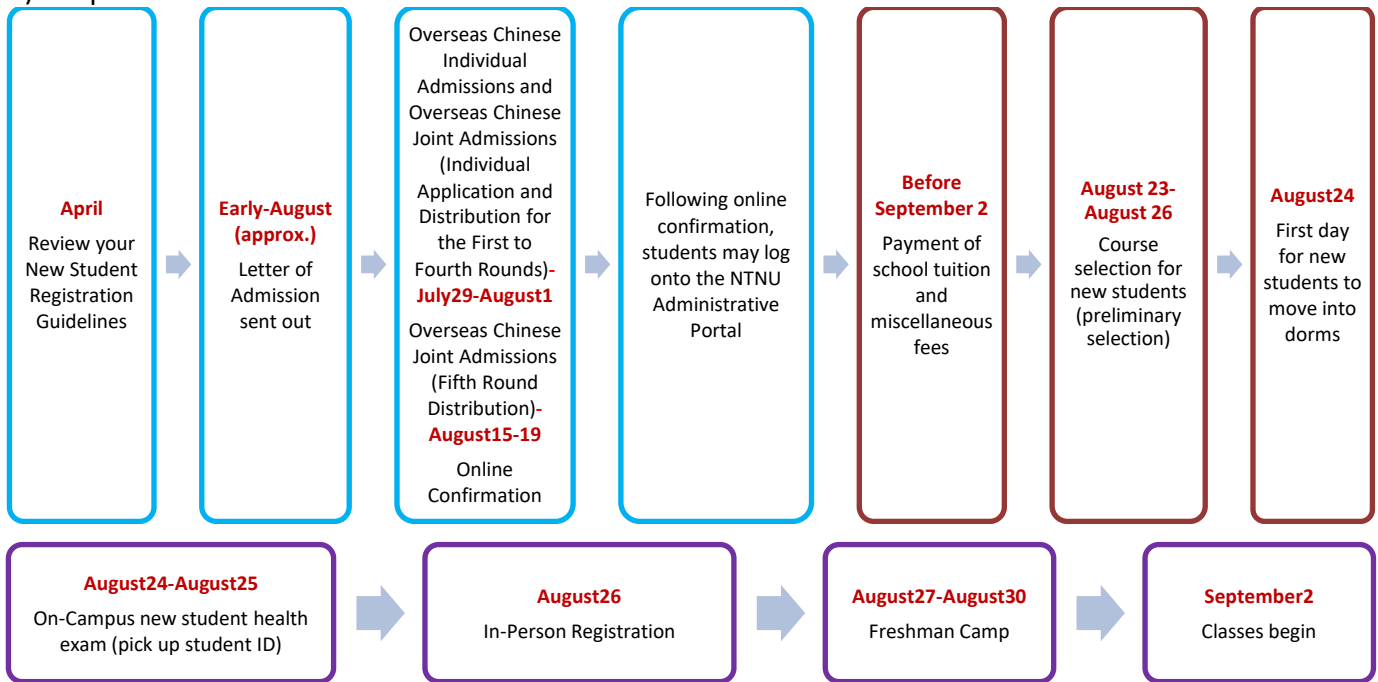 April
Review your
New Student
Registration
Guidelines
Early-August
(approx.)
Letter of
Admission
sent out
Overseas Chinese
Individual
Admissions and
Overseas Chinese
Joint Admissions
(Individual
Application and
Distribution for
the First to
Fourth Rounds)-
July29-August1
Overseas Chinese
Joint Admissions
(Fifth Round
Distribution)-
August15-19
Online
Confirmation
Following online
confirmation,
students may log
onto the NTNU
Administrative
Portal
Before
September 2
Payment of
school tuition
and
miscellaneous
fees
August 23-
August 26
Course
selection for
new students
(preliminary
selection)
August24
First day
for new
students to
move into
dorms
August24-August25
On-Campus new student health
exam (pick up student ID)
August26
In-Person Registration
August27-August30
Freshman Camp
September2
Classes begin